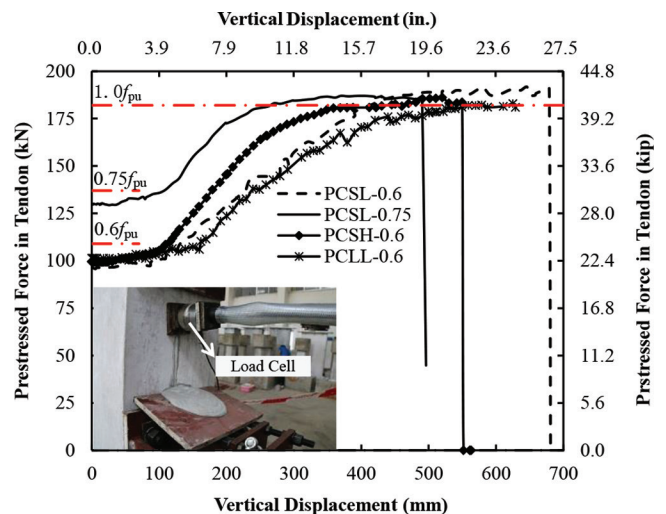 Vertical Displacement (in.)
0.0 3.9 7.9 11.8 15.7 19.6 22.6 27.5
200 44.8
1.0fpu
175 39.2
150 33.6
0.75fpu
125 28.0
0.6fpu
100 22.4
75 16.8
50 11.2
25 5.6
0 0.0
PCSL-0.6
PCSL-0.75
PCSH-0.6
PCLL-0.6
Load Cell
Prestressed Force in Tendon (kN)
Prstressed Force in Tendon (kip)
0 100 200 300 400 500 600 700
Vertical Displacement (mm)